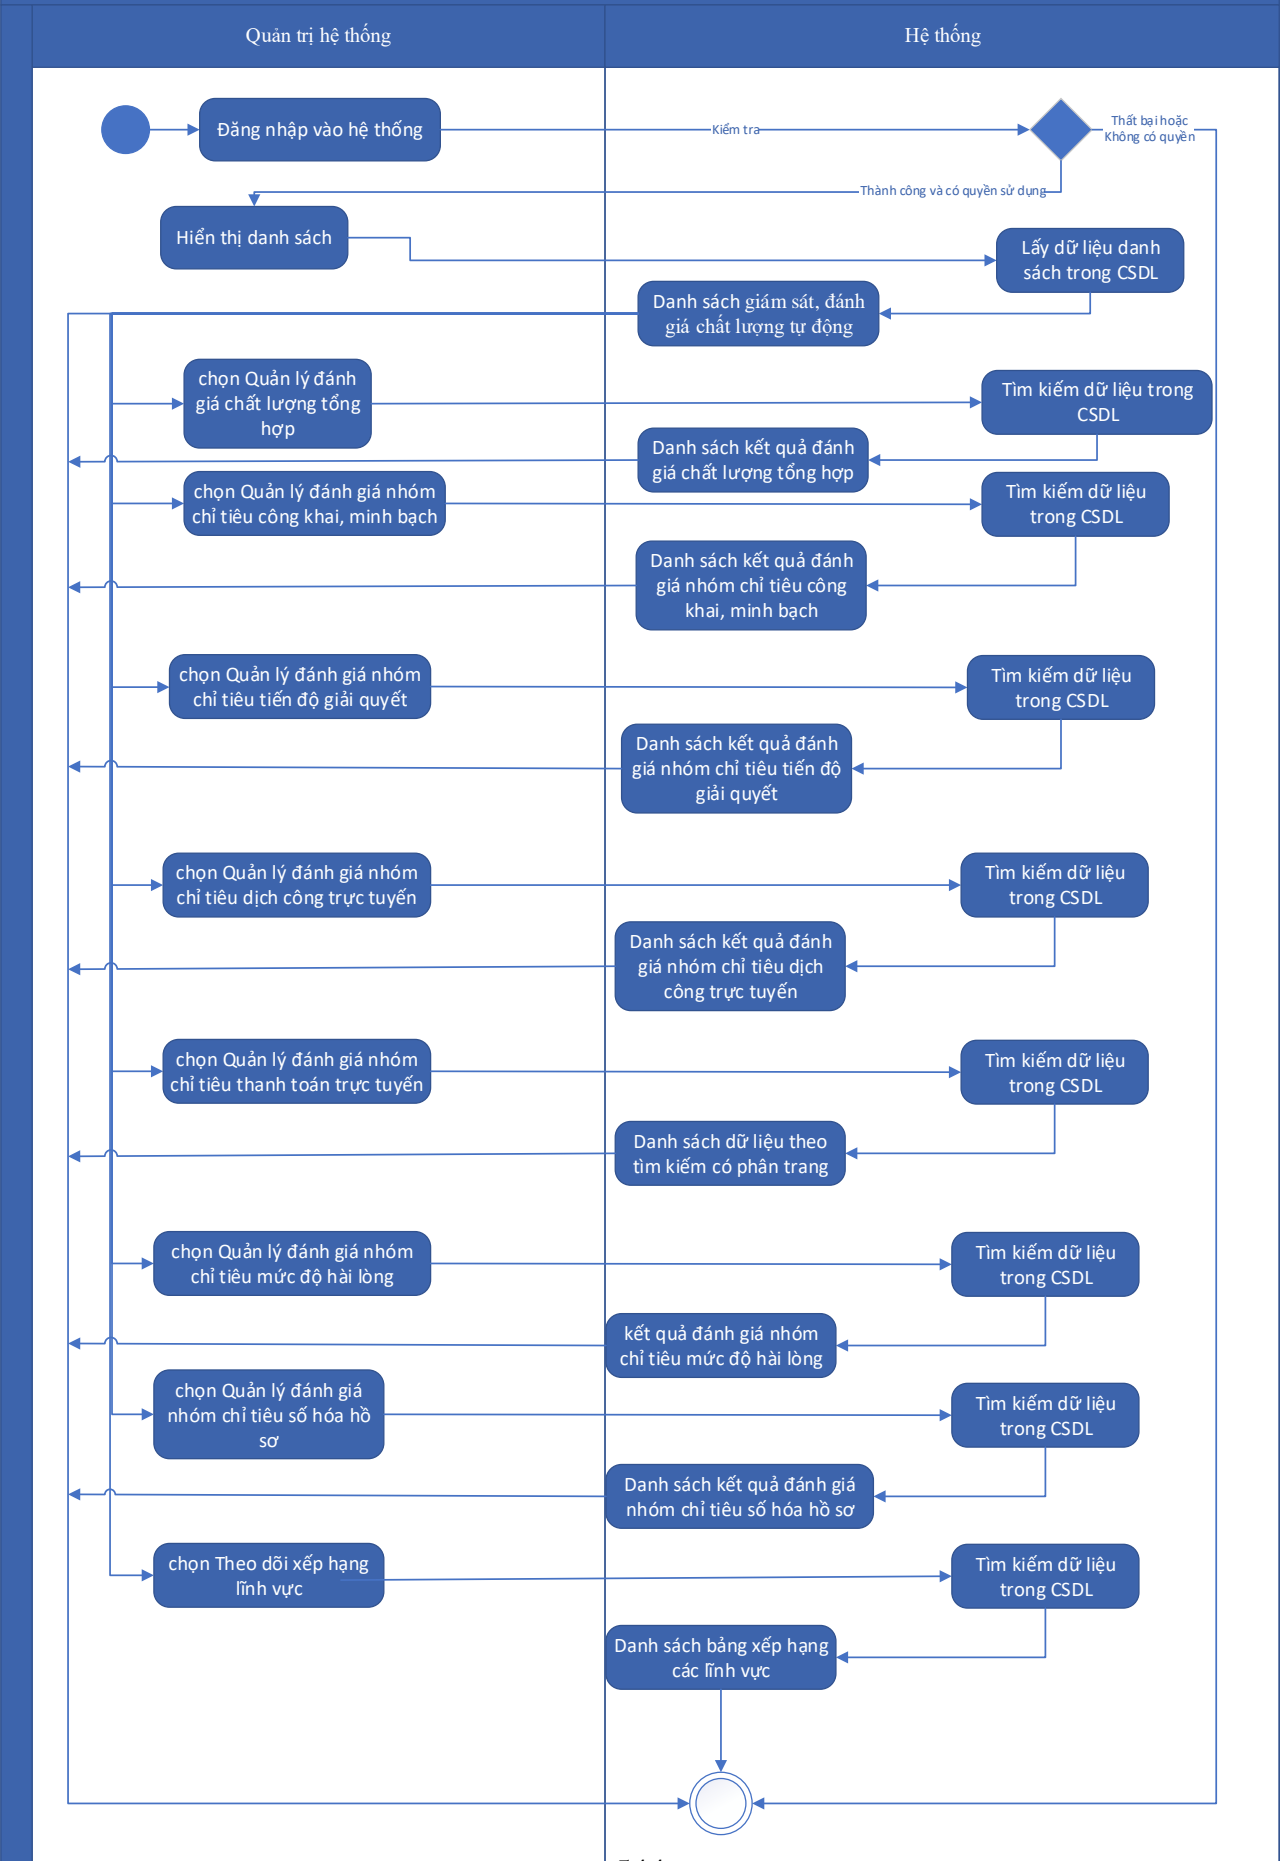 Quản trị hệ thống
Hệ thống
Đăng nhập vào hệ thống
Kiểm tra
Thất bại hoặc
Không có quyền
Thành công và có quyền sử dụng
Hiển thị danh sách
Lấy dữ liệu danh
sách trong CSDL
Danh sách giám sát, đánh
giá chất lượng tự động
chọn Quản lý đánh
giá chất lượng tổng
hợp
Tìm kiếm dữ liệu trong
CSDL
Danh sách kết quả đánh
giá chất lượng tổng hợp
chọn Quản lý đánh giá nhóm
chỉ tiêu công khai, minh bạch
Tìm kiếm dữ liệu
trong CSDL
Danh sách kết quả đánh
giá nhóm chỉ tiêu công
khai, minh bạch
chọn Quản lý đánh giá nhóm
chỉ tiêu tiến độ giải quyết
Tìm kiếm dữ liệu
trong CSDL
Danh sách kết quả đánh
giá nhóm chỉ tiêu tiến độ
giải quyết
chọn Quản lý đánh giá nhóm
chỉ tiêu dịch công trực tuyến
Tìm kiếm dữ liệu
trong CSDL
Danh sách kết quả đánh
giá nhóm chỉ tiêu dịch
công trực tuyến
chọn Quản lý đánh giá nhóm
chỉ tiêu thanh toán trực tuyến
Tìm kiếm dữ liệu
trong CSDL
Danh sách dữ liệu theo
tìm kiếm có phân trang
chọn Quản lý đánh giá nhóm
chỉ tiêu mức độ hài lòng
Tìm kiếm dữ liệu
trong CSDL
kết quả đánh giá nhóm
chỉ tiêu mức độ hài lòng
chọn Quản lý đánh giá
nhóm chỉ tiêu số hóa hồ
sơ
Tìm kiếm dữ liệu
trong CSDL
Danh sách kết quả đánh giá
nhóm chỉ tiêu số hóa hồ sơ
chọn Theo dõi xếp hạng
lĩnh vực
Tìm kiếm dữ liệu
trong CSDL
Danh sách bảng xếp hạng
các lĩnh vực